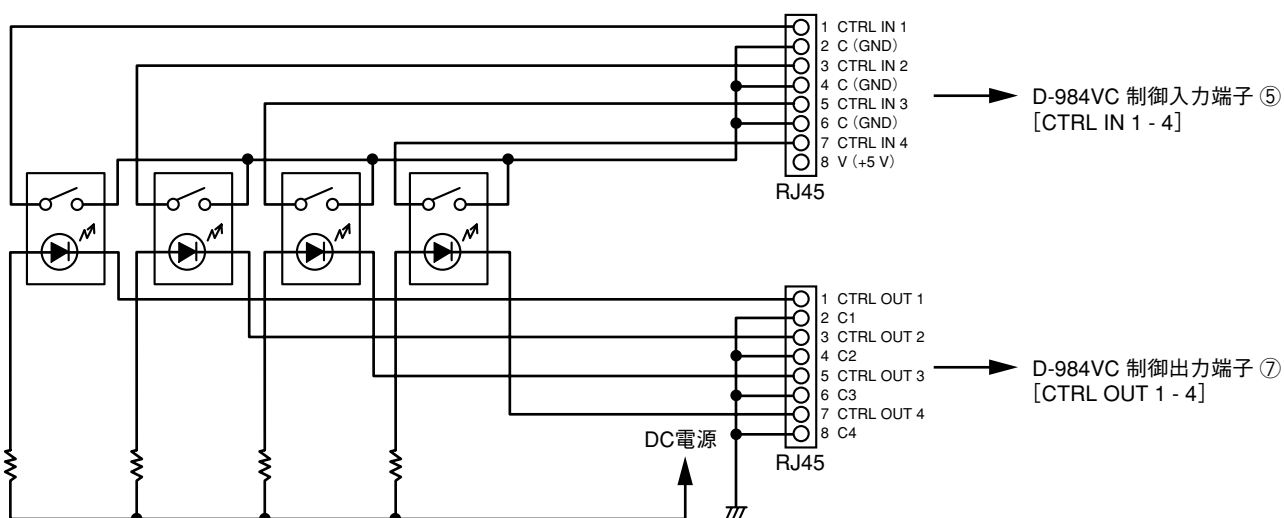 1 CTRL IN 1
2 C (GND)
3 CTRL IN 2
4 C (GND)
5 CTRL IN 3
6 C (GND)
7 CTRL IN 4
8 V (+5 V)
RJ45
D-984VC 制御入力端子 ⑤
［CTRL IN 1 - 4］
1 CTRL OUT 1
2 C1
3 CTRL OUT 2
4 C2
5 CTRL OUT 3
6 C3
7 CTRL OUT 4
8 C4
RJ45
D-984VC 制御出力端子 ⑦
［CTRL OUT 1 - 4］
DC電源